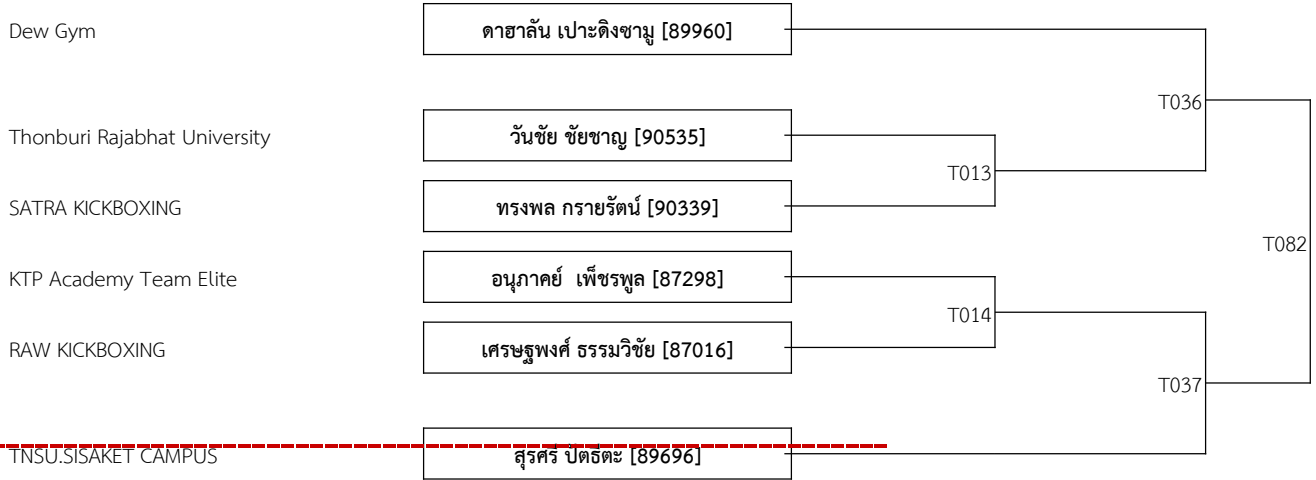 Dew Gym ดาฮาลัน เปาะดิงซามู [89960]
T036
Thonburi Rajabhat University วันชัย ชัยชาญ [90535]
T013
SATRA KICKBOXING ทรงพล กรายรัตน์ [90339]
T082
KTP Academy Team Elite อนุภาคย์ เพ็ชรพูล [87298]
T014
RAW KICKBOXING เศรษฐพงศ์ ธรรมวิชัย [87016]
T037
TNSU.SISAKET CAMPUS สุรศรี ปัตธีตะ [89696]